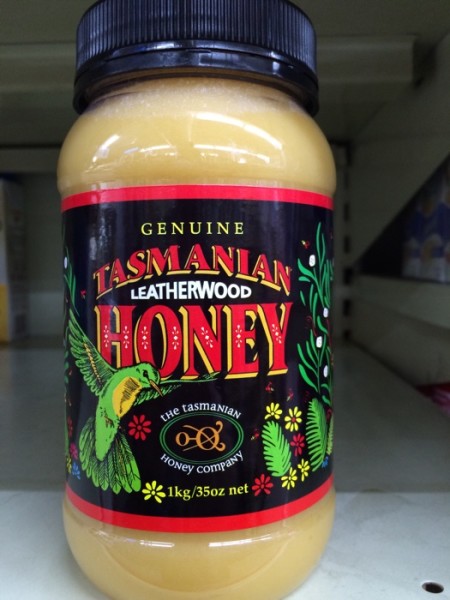 GENUINE
TASMANIAN
LEATHERWOOD
HONEY
THE TASMANIAN
HONEY COMPANY
1kg/35oz net